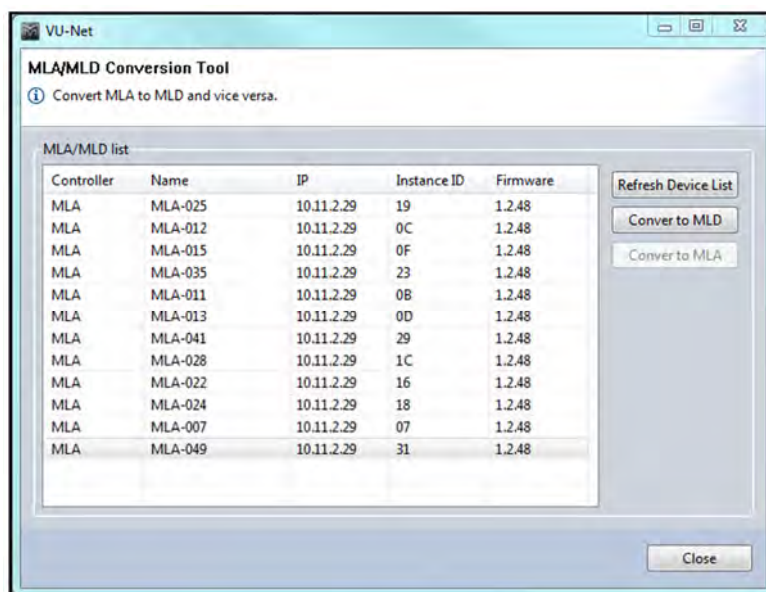 VU-Net
MLA/MLD Conversion Tool
Convert MLA to MLD and vice versa.
MLA/MLD list
Controller Name IP Instance ID Firmware
MLA MLA-025 10.11.2.29 19 1.2.48
MLA MLA-012 10.11.2.29 0C 1.2.48
MLA MLA-015 10.11.2.29 0F 1.2.48
MLA MLA-035 10.11.2.29 23 1.2.48
MLA MLA-011 10.11.2.29 0B 1.2.48
MLA MLA-013 10.11.2.29 0D 1.2.48
MLA MLA-041 10.11.2.29 29 1.2.48
MLA MLA-028 10.11.2.29 1C 1.2.48
MLA MLA-022 10.11.2.29 16 1.2.48
MLA MLA-024 10.11.2.29 18 1.2.48
MLA MLA-007 10.11.2.29 07 1.2.48
MLA MLA-049 10.11.2.29 31 1.2.48
Refresh Device List
Conver to MLD
Conver to MLA
Close